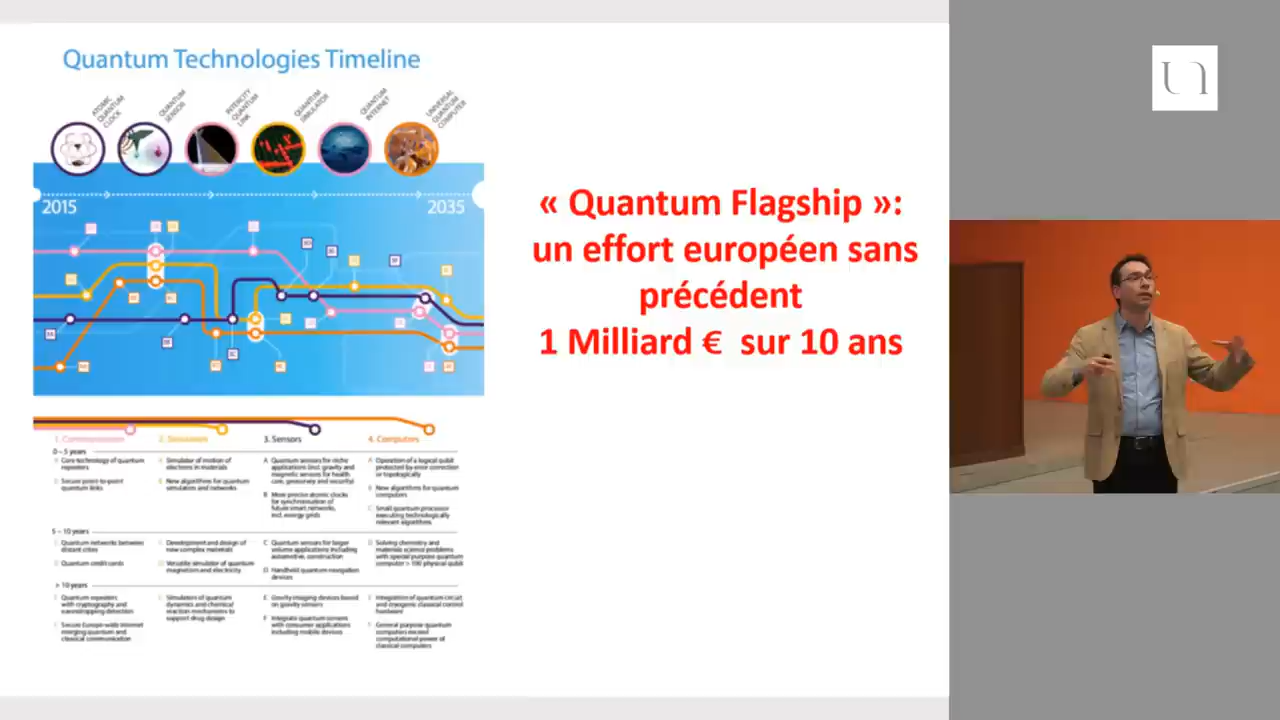 Quantum Technologies Timeline
ATOMIC
QUANTUM
CLOCK
QUANTUM
SENSOR
INTERCITY
QUANTUM
LINK
QUANTUM
SIMULATOR
QUANTUM
INTERNET
UNIVERSAL
QUANTUM
COMPUTER
2015
2035
« Quantum Flagship »:
un effort européen sans
précédent
1 Milliard € sur 10 ans
1. Communication
2. Simulators
3. Sensors
4. Computers
0 – 5 years
Core technology of quantum
repeaters
Secure point-to-point
quantum links
Simulator of motion of
electrons in materials
New algorithms for quantum
simulators and networks
A Quantum sensors for niche
applications (incl. gravity and
magnetic sensors for health
care, geosurvey and security)
B More precise atomic clocks
for synchronisation of
future smart networks,
incl. energy grids
A Operation of a logical qubit
protected by error correction
or topologically
B New algorithms for quantum
computers
C Small quantum processor
executing technologically
relevant algorithms
5 – 10 years
Quantum networks between
distant cities
Quantum credit cards
Development and design of
new complex materials
Versatile simulator of quantum
magnetism and electricity
C Quantum sensors for larger
volume applications including
automotive, construction
D Handheld quantum navigation
devices
D Solving chemistry and
materials science problems
with special purpose quantum
computer > 100 physical qubit
> 10 years
Quantum repeaters
with cryptography and
eavesdropping detection
Secure Europe-wide internet
merging quantum and
classical communication
Simulators of quantum
dynamics and chemical
reaction mechanisms to
support drug design
E Gravity imaging devices based
on gravity sensors
F Integrate quantum sensors
with consumer applications
including mobile devices
E Integration of quantum circuit
and cryogenic classical control
hardware
F General purpose quantum
computers exceed
computational power of
classical computers